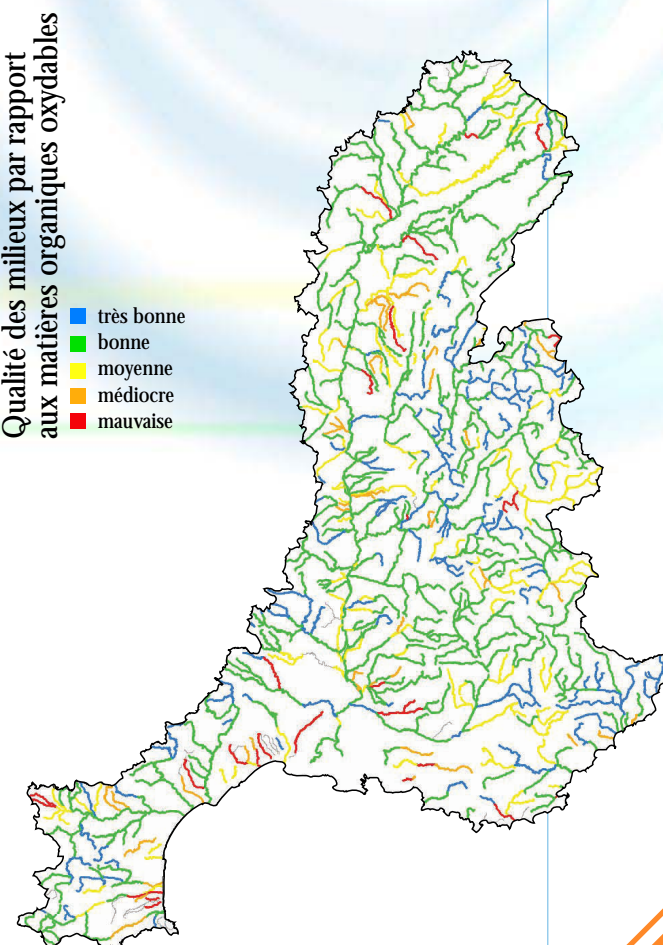 Qualité des milieux par rapport
aux matières organiques oxydables
très bonne
bonne
moyenne
médiocre
mauvaise